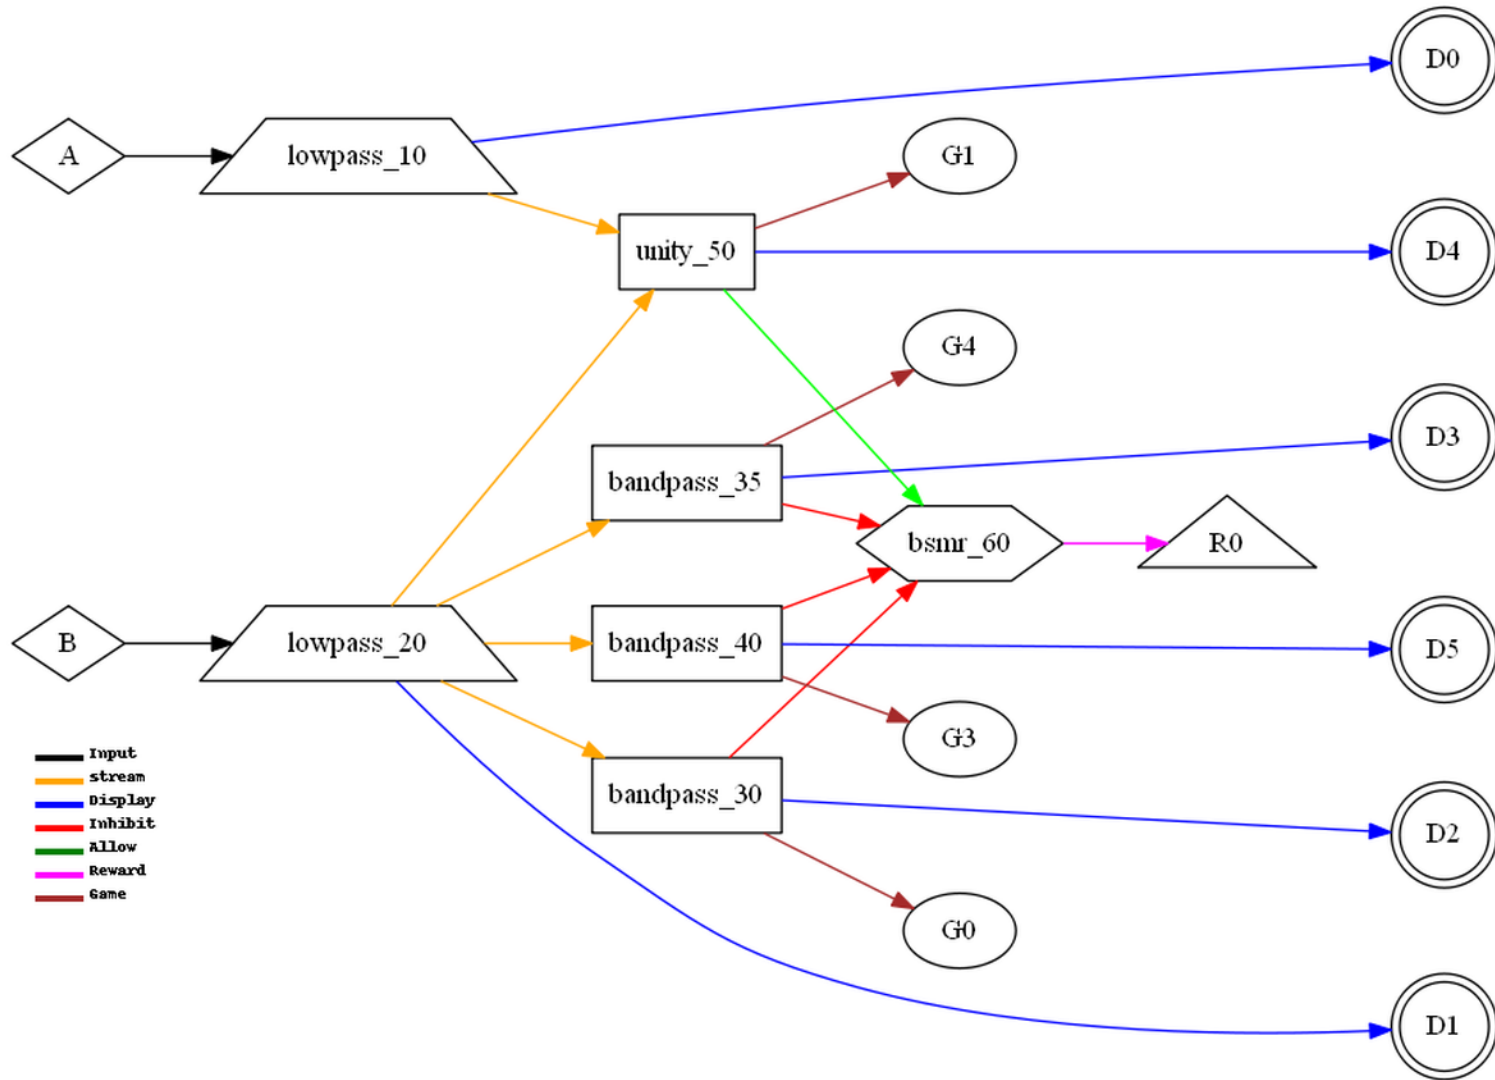 D0
A
lowpass_10
G1
unity_50
D4
G4
D3
bandpass_35
bsmr_60
R0
B
lowpass_20
bandpass_40
D5
G3
Input
stream
Display
Inhibit
Allow
Reward
Game
bandpass_30
D2
G0
D1